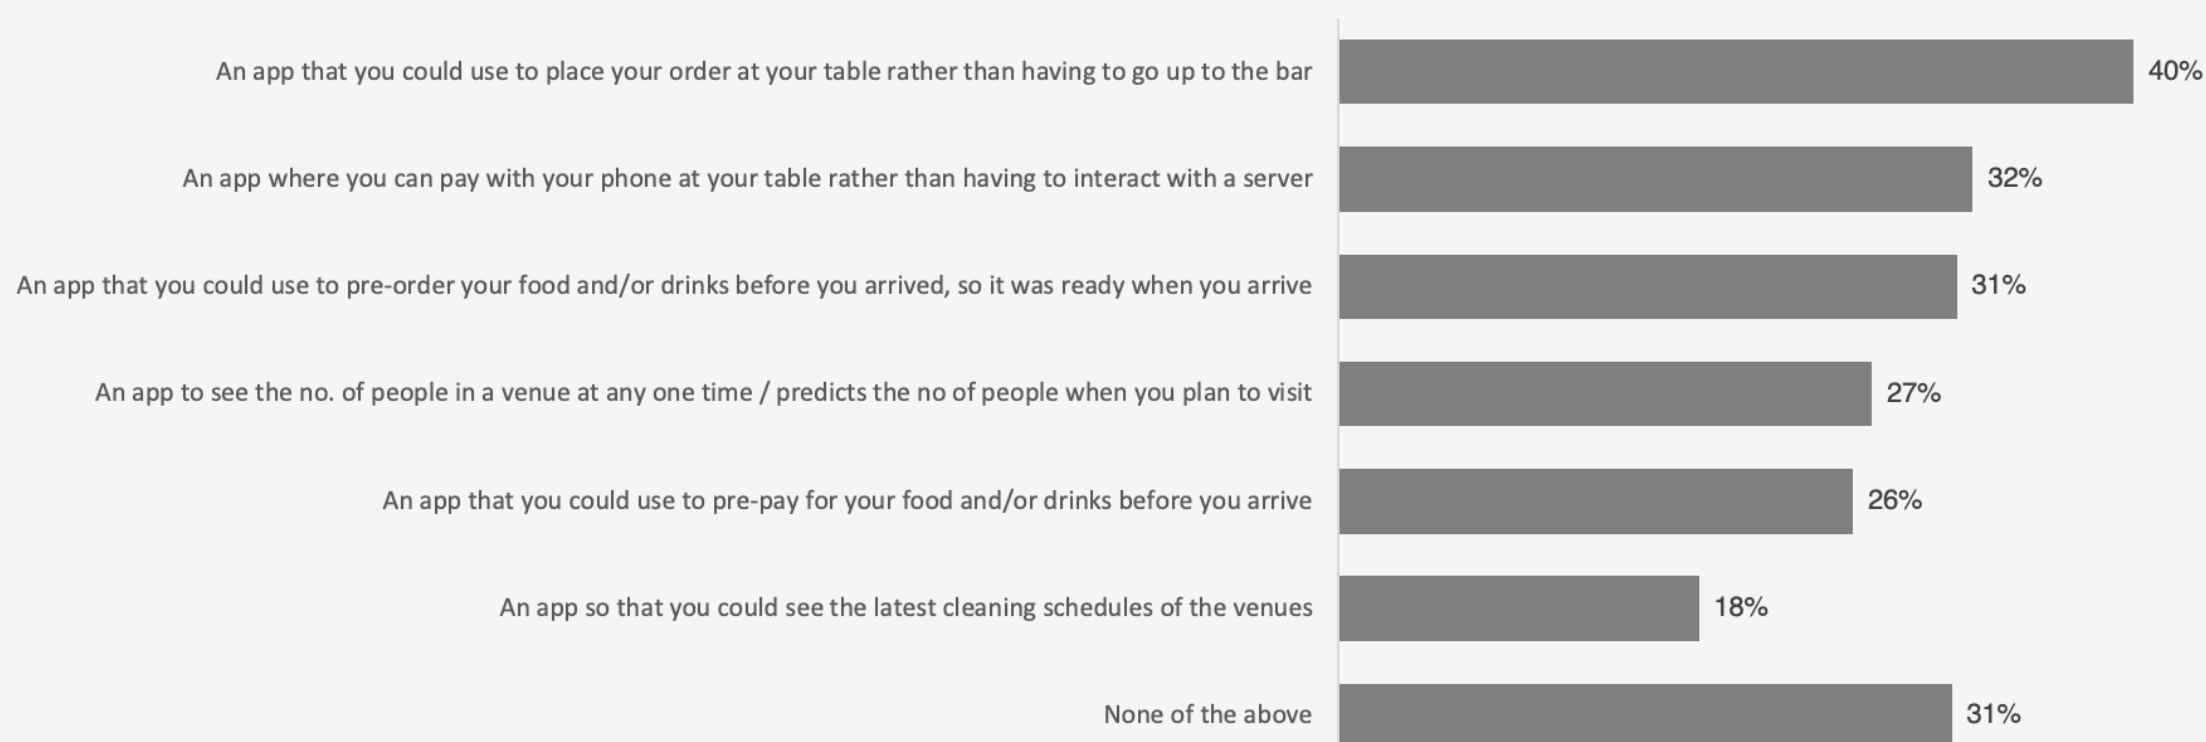 An app that you could use to place your order at your table rather than having to go up to the bar 40%
An app where you can pay with your phone at your table rather than having to interact with a server 32%
An app that you could use to pre-order your food and/or drinks before you arrived, so it was ready when you arrive 31%
An app to see the no. of people in a venue at any one time / predicts the no of people when you plan to visit 27%
An app that you could use to pre-pay for your food and/or drinks before you arrive 26%
An app so that you could see the latest cleaning schedules of the venues 18%
None of the above 31%